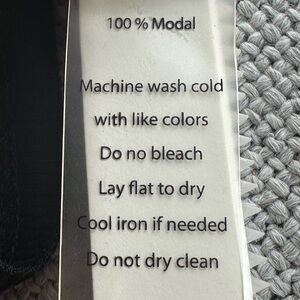 100 % Modal
Machine wash cold
with like colors
Do no bleach
Lay flat to dry
Cool iron if needed
Do not dry clean